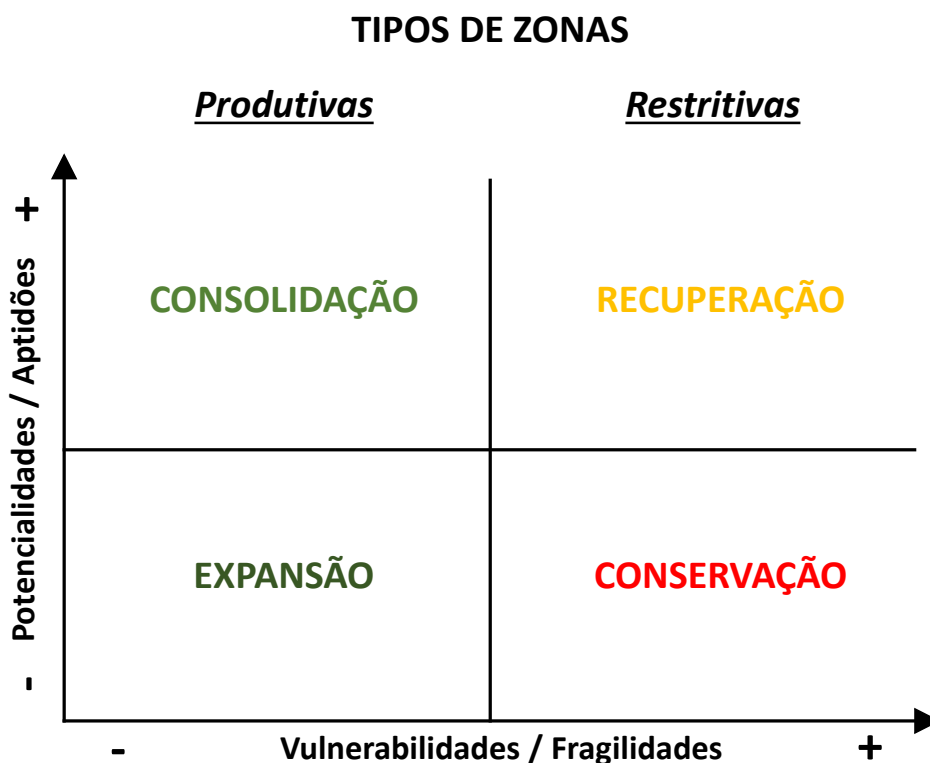 TIPOS DE ZONAS
Produtivas
Restritivas
+
Potencialidades / Aptidões
-
CONSOLIDAÇÃO
RECUPERAÇÃO
EXPANSÃO
CONSERVAÇÃO
-
Vulnerabilidades / Fragilidades
+